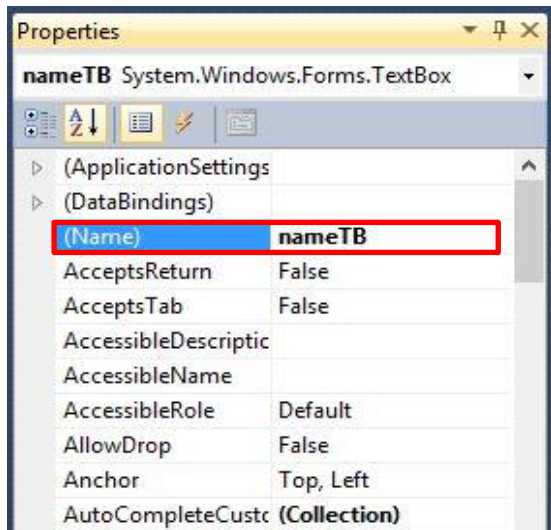 Properties
nameTB System.Windows.Forms.TextBox
(ApplicationSettings
(DataBindings)
(Name) nameTB
AcceptsReturn False
AcceptsTab False
AccessibleDescriptic
AccessibleName
AccessibleRole Default
AllowDrop False
Anchor Top, Left
AutoCompleteCustc (Collection)